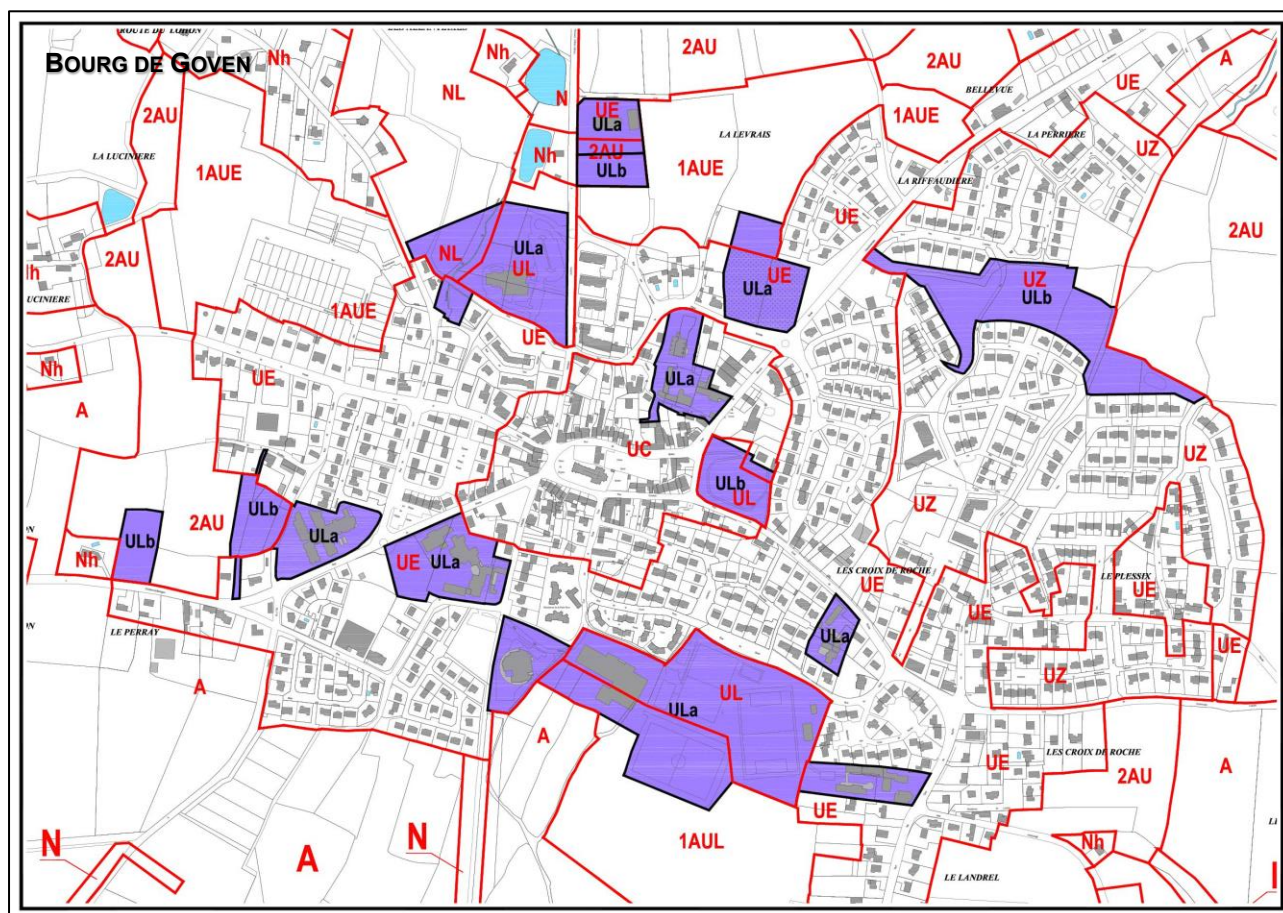 ROUTE DU LOHON
BOURG DE GOVEN
Nh
Nh
2AU
2AU
A
UE
BELLEVUE
2AU
NL
N
UE
ULa
LA LEVRAIS
1AUE
LA PERRIERE
UZ
LA LUCINIERE
1AUE
Nh
2AU
ULb
1AUE
LA RIFFAUDIERE
UE
2AU
2AU
NL
ULa
UL
UE
ULa
UZ
ULb
UCINIERE
1AUE
UE
Nh
UE
ULa
A
UC
UZ
ULb
UL
ULb
2AU
ULb
ULa
UE
ULa
UZ
Nh
LES CROIX DE ROCHE
UE
UE
LE PLESSIX
UE
LE PERRAY
ULa
UE
A
UZ
ULa
UL
A
UE
LES CROIX DE ROCHE
2AU
A
UE
N
A
N
1AUL
Nh
LE LANDREL